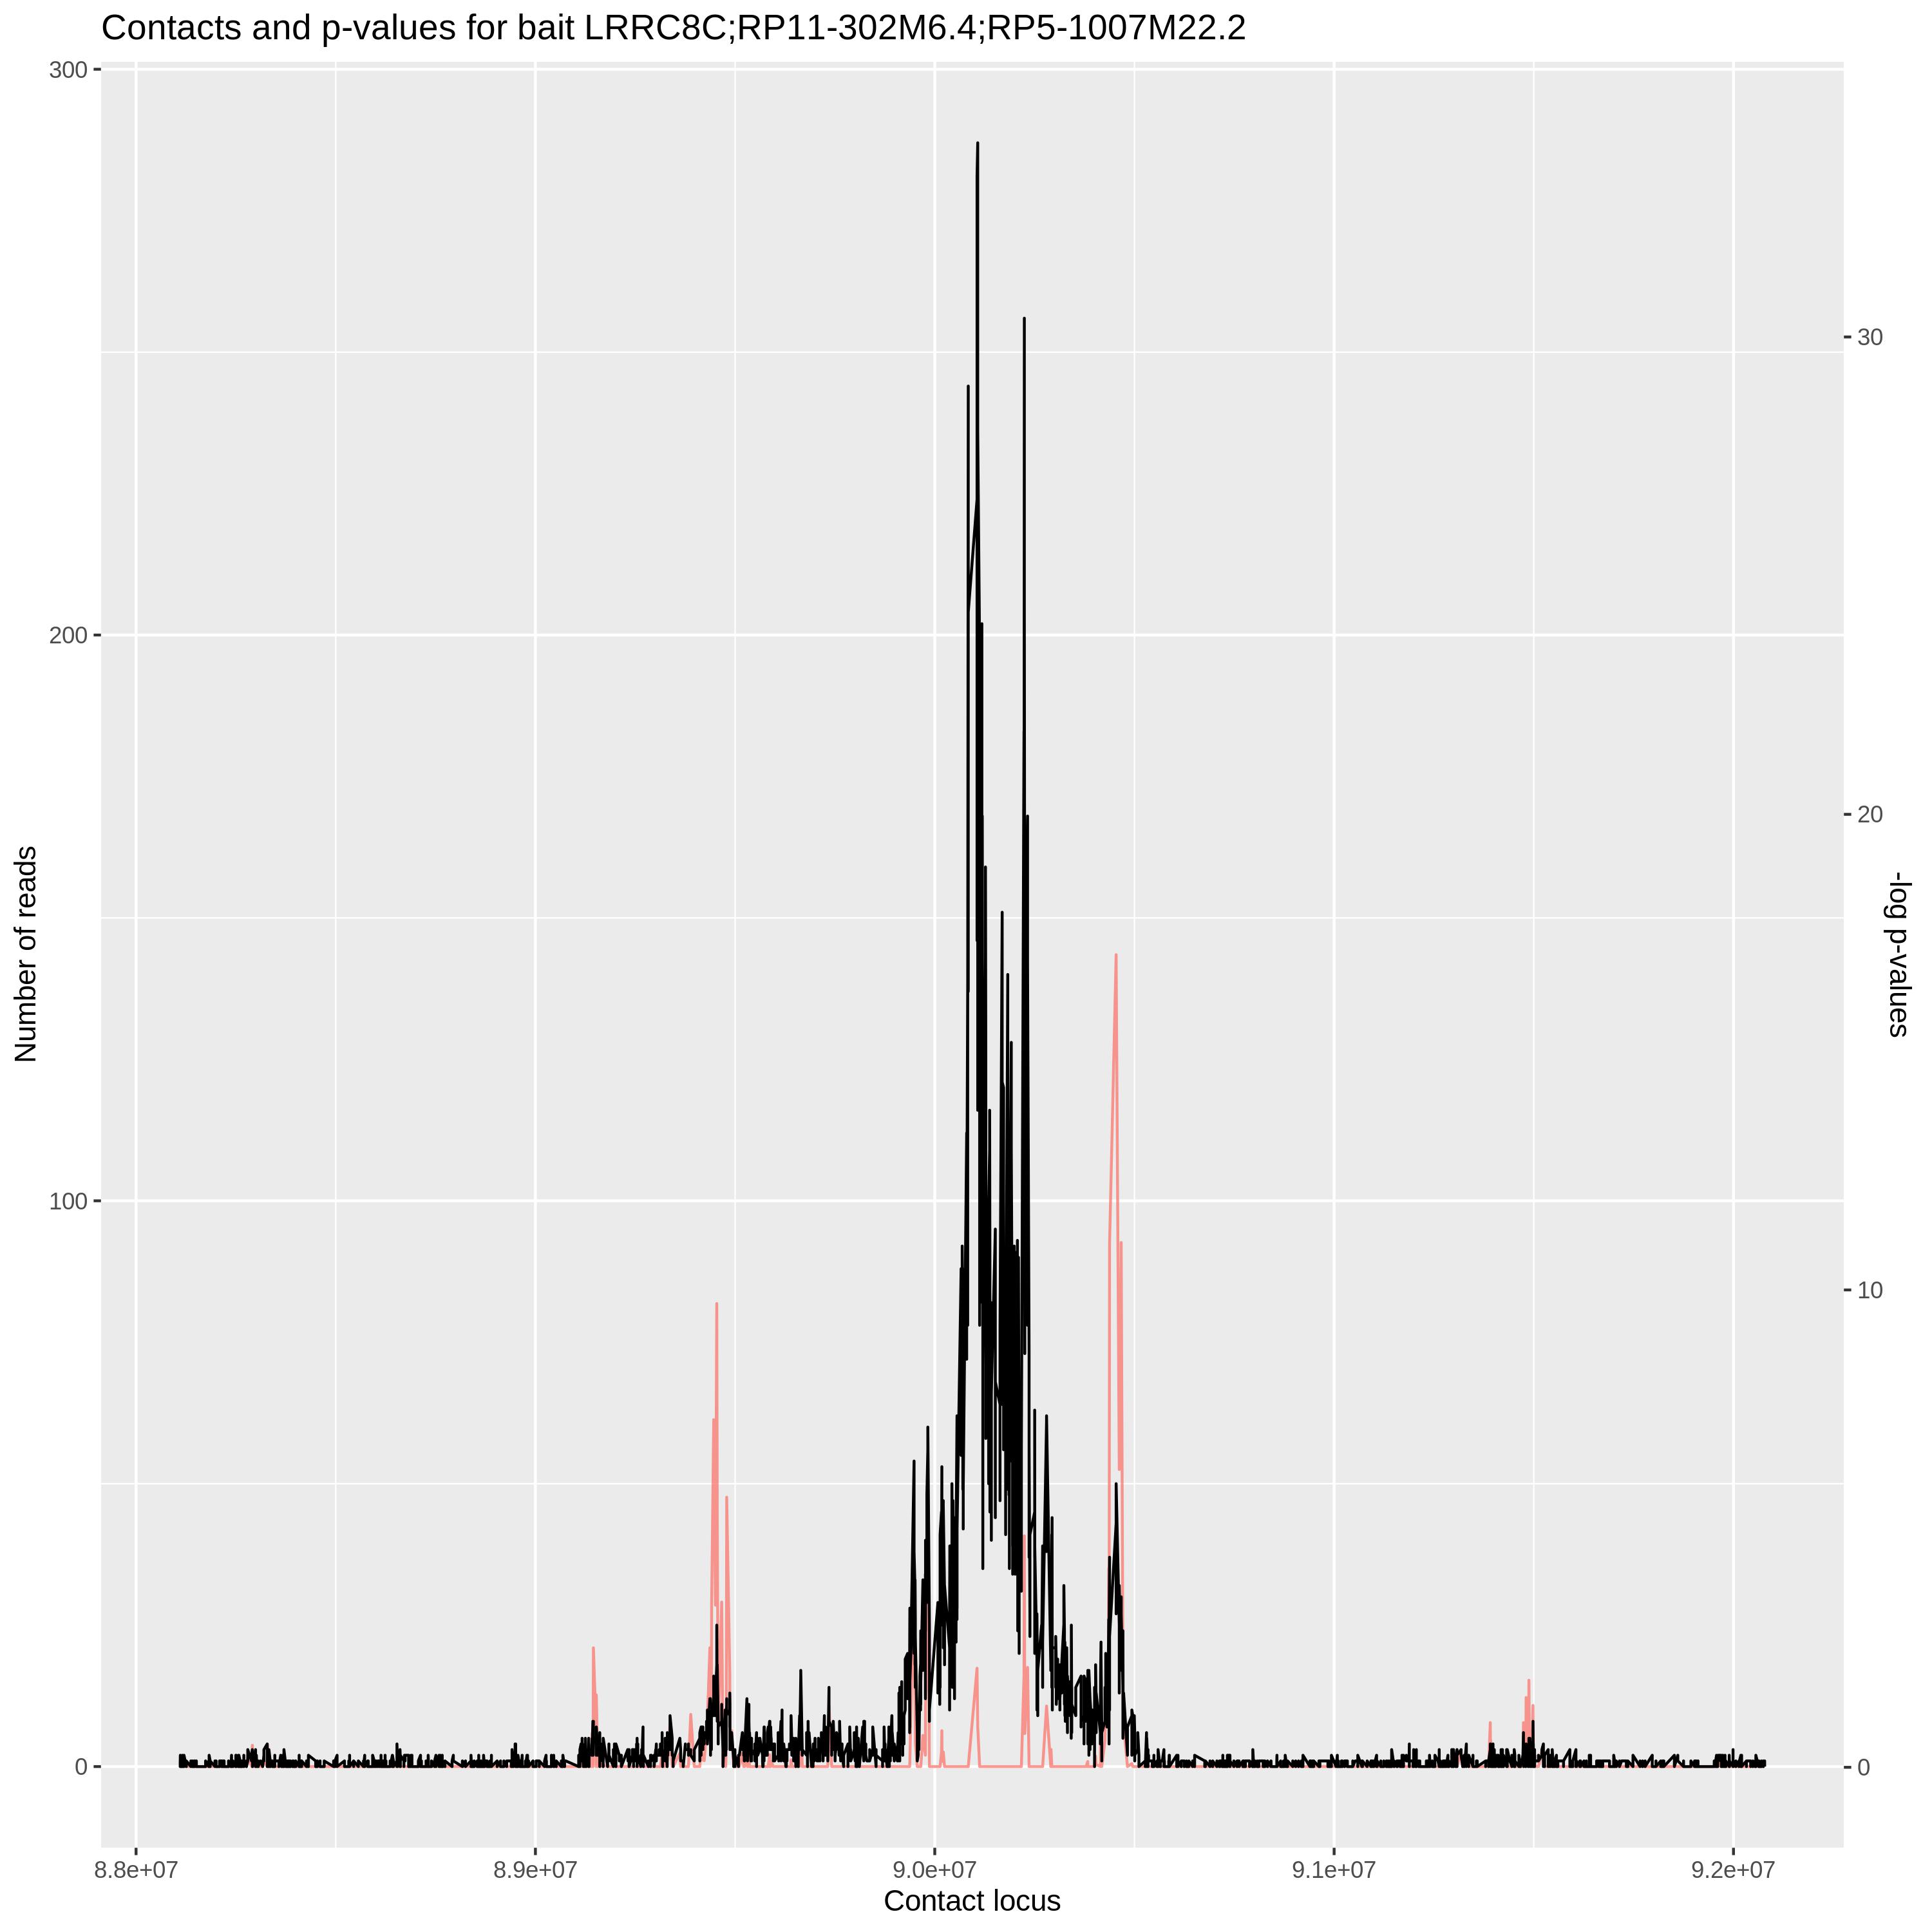 Contacts and p-values for bait LRRC8C;RP11-302M6.4;RP5-1007M22.2
300
200
100
0
Number of reads
30
20
10
0
-log p-values
8.8e+07
8.9e+07
9.0e+07
9.1e+07
9.2e+07
Contact locus